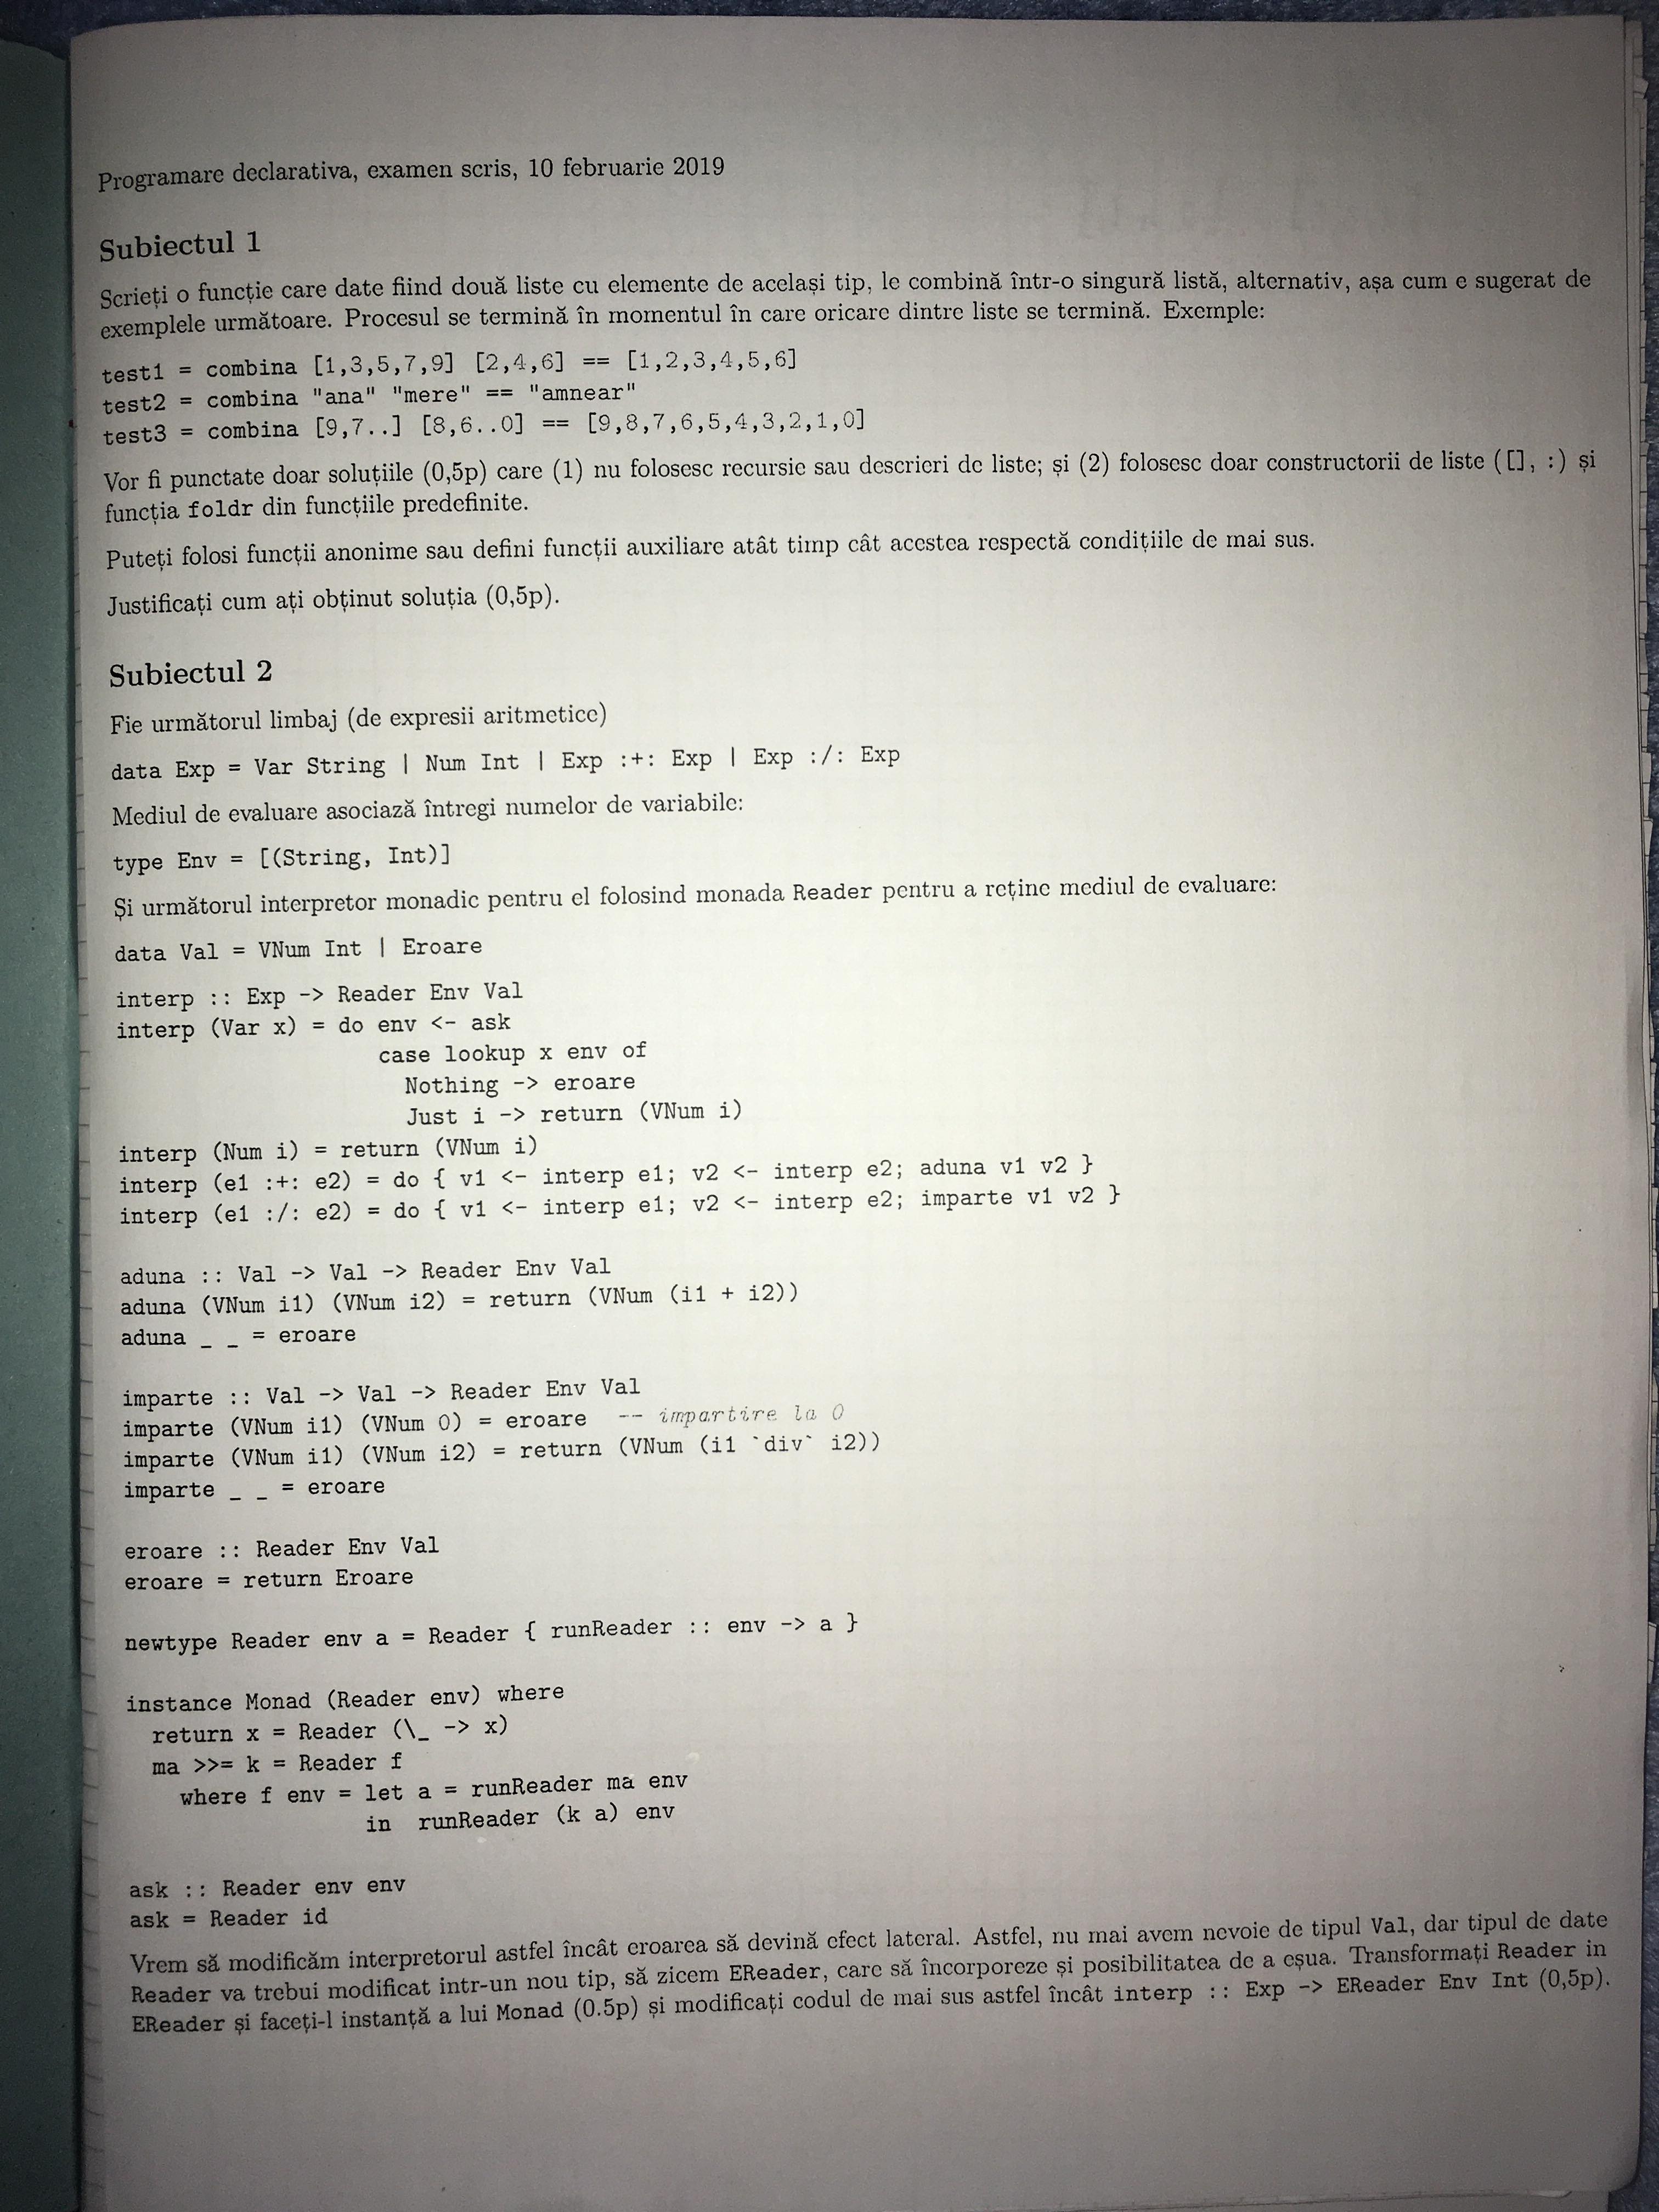 Programare declarativa, examen scris, 10 februarie 2019
Subiectul 1
Scrieți o funcție care date fiind două liste cu elemente de același tip, le combină într-o singură listă, alternativ, așa cum e sugerat de
exemplele următoare. Procesul se termină în momentul în care oricare dintre liste se termină. Exemple:
test1 = combina [1,3,5,7,9] [2,4,6] == [1,2,3,4,5,6]
test2 = combina "ana" "mere" == "amnear"
test3 = combina [9,7..] [8,6..0] == [9,8,7,6,5,4,3,2,1,0]
Vor fi punctate doar soluțiile (0,5p) care (1) nu folosesc recursie sau descrieri de liste; și (2) folosesc doar constructorii de liste ([], :) și
funcția foldr din funcțiile predefinite.
Puteți folosi funcții anonime sau defini funcții auxiliare atât timp cât acestea respectă condițiile de mai sus.
Justificați cum ați obținut soluția (0,5p).
Subiectul 2
Fie următorul limbaj (de expresii aritmetice)
data Exp = Var String | Num Int | Exp :+: Exp | Exp :/: Exp
Mediul de evaluare asociază întregi numelor de variabile:
type Env = [(String, Int)]
Și următorul interpretor monadic pentru el folosind monada Reader pentru a reține mediul de evaluare:
data Val = VNum Int | Eroare
interp :: Exp -> Reader Env Val
interp (Var x) = do env <- ask
case lookup x env of
Nothing -> eroare
Just i -> return (VNum i)
interp (Num i) = return (VNum i)
interp (e1 :+: e2) = do { v1 <- interp e1; v2 <- interp e2; aduna v1 v2 }
interp (e1 :/: e2) = do { v1 <- interp e1; v2 <- interp e2; imparte v1 v2 }
aduna :: Val -> Val -> Reader Env Val
aduna (VNum i1) (VNum i2) = return (VNum (i1 + i2))
aduna _ _ = eroare
imparte :: Val -> Val -> Reader Env Val
imparte (VNum i1) (VNum 0) = eroare -- impartire la 0
imparte (VNum i1) (VNum i2) = return (VNum (i1 `div` i2))
imparte _ _ = eroare
eroare :: Reader Env Val
eroare = return Eroare
newtype Reader env a = Reader { runReader :: env -> a }
instance Monad (Reader env) where
return x = Reader (\_ -> x)
ma >>= k = Reader f
where f env = let a = runReader ma env
in runReader (k a) env
ask :: Reader env env
ask = Reader id
Vrem să modificăm interpretorul astfel încât eroarea să devină efect lateral. Astfel, nu mai avem nevoie de tipul Val, dar tipul de date
Reader va trebui modificat intr-un nou tip, să zicem EReader, care să încorporeze și posibilitatea de a eșua. Transformați Reader in
EReader și faceți-l instanță a lui Monad (0.5p) și modificați codul de mai sus astfel încât interp :: Exp -> EReader Env Int (0,5p).